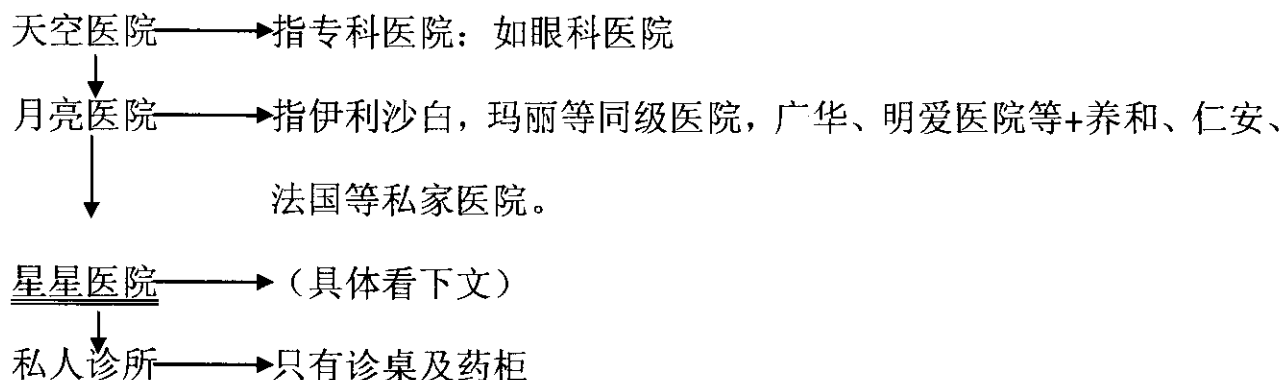 天空医院→指专科医院：如眼科医院
月亮医院→指伊利沙白，玛丽等同级医院，广华、明爱医院等+养和、仁安、
法国等私家医院。
星星医院→（具体看下文）
私人诊所→只有诊桌及药柜